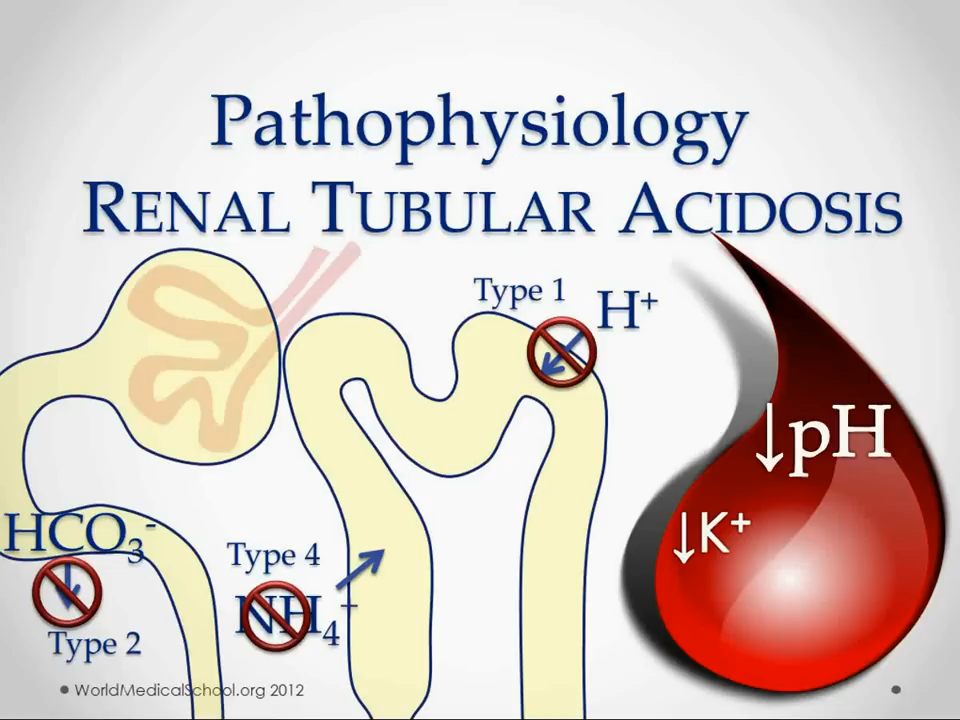 Pathophysiology
RENAL TUBULAR ACIDOSIS
Type 1
H⁺
↓pH
HCO₃⁻
↓K⁺
Type 4
NH₄⁺
Type 2
WorldMedicalSchool.org 2012